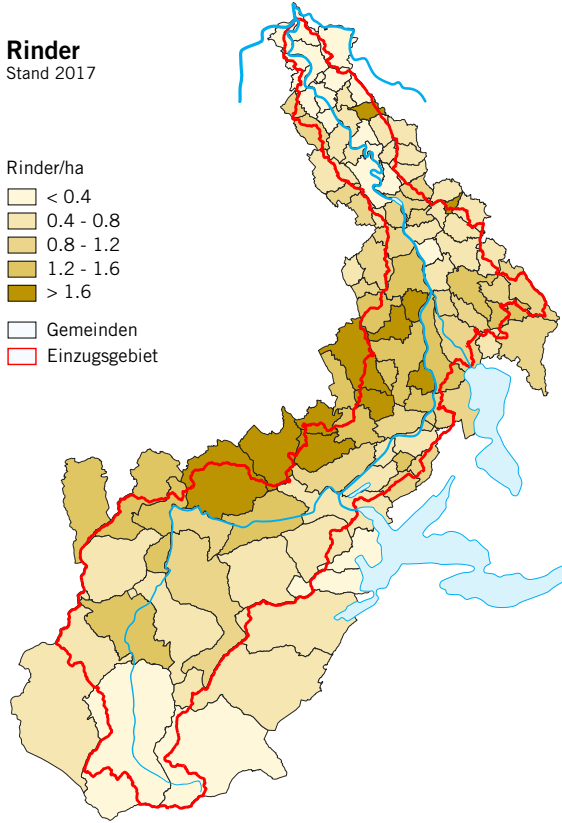 Rinder
Stand 2017
Rinder/ha
< 0.4
0.4 - 0.8
0.8 - 1.2
1.2 - 1.6
> 1.6
Gemeinden
Einzugsgebiet